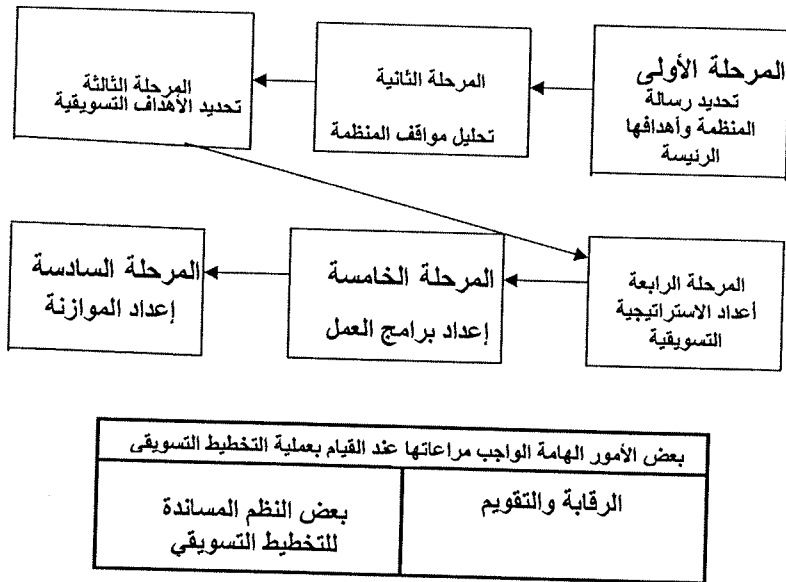 المرحلة الأولى
تحديد رسالة
المنظمة وأهدافها
الرئيسة
المرحلة الثانية
تحليل مواقف المنظمة
المرحلة الثالثة
تحديد الأهداف التسويقية
المرحلة الرابعة
أعداد الاستراتيجية
التسويقية
المرحلة الخامسة
إعداد برامج العمل
المرحلة السادسة
إعداد الموازنة
بعض الأمور الهامة الواجب مراعاتها عند القيام بعملية التخطيط التسويقى
الرقابة والتقويم
بعض النظم المساندة
للتخطيط التسويقي